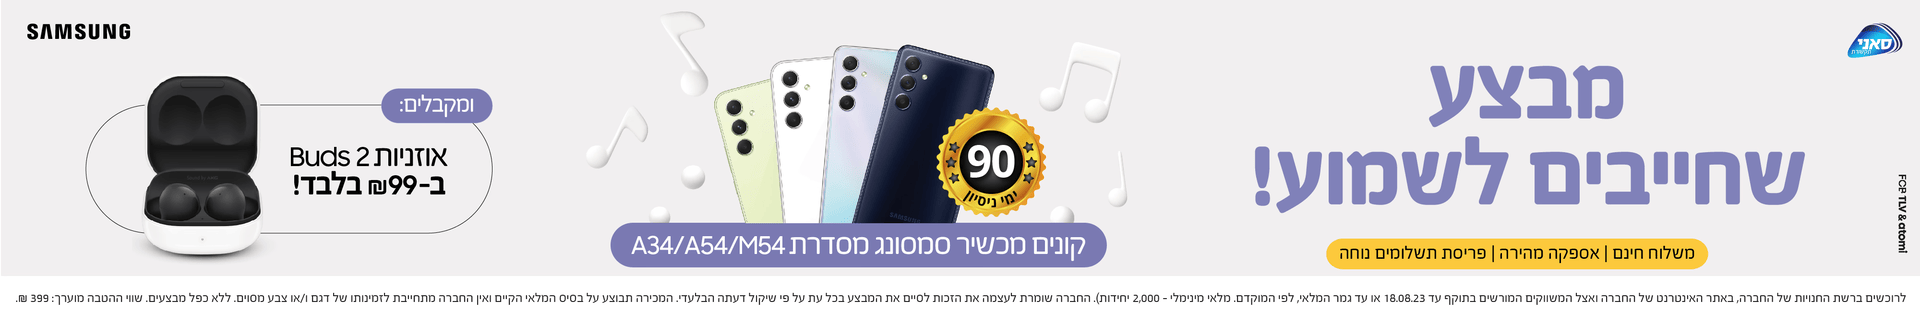 סאני
תקשורת
מבצע
שחייבים לשמוע!
משלוח חינם | אספקה מהירה | פריסת תשלומים נוחה
FCB TLV & atomi
90
ימי ניסיון
SAMSUNG
קונים מכשיר סמסונג מסדרת A34/A54/M54
SAMSUNG
ומקבלים:
אוזניות Buds 2
ב-99₪ בלבד!
לרוכשים ברשת החנויות של החברה, באתר האינטרנט של החברה ואצל המשווקים המורשים בתוקף עד 18.08.23 או עד גמר המלאי, לפי המוקדם. מלאי מינימלי - 2,000 יחידות). החברה שומרת לעצמה את הזכות לסיים את המבצע בכל עת על פי שיקול דעתה הבלעדי. המכירה תבוצע על בסיס המלאי הקיים ואין החברה מתחייבת לזמינותו של דגם ו/או צבע מסוים. ללא כפל מבצעים. שווי ההטבה מוערך: 399 ₪.